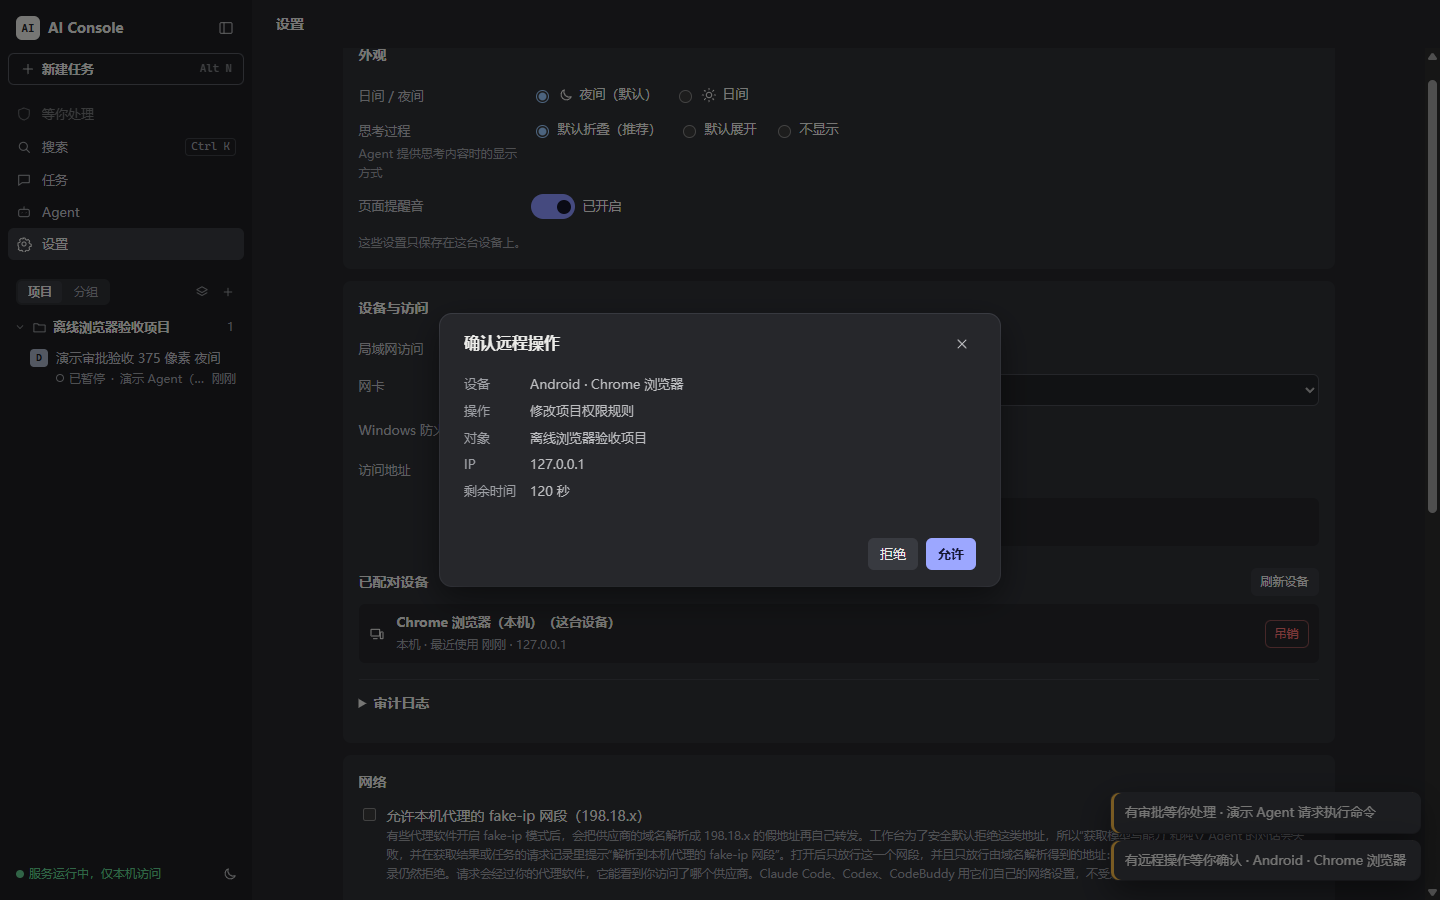 AI AI Console
新建任务 Alt N
等你处理
搜索 Ctrl K
任务
Agent
设置
项目 分组
离线浏览器验收项目 1
D 演示审批验收 375 像素 夜间
已暂停 · 演示 Agent（... 刚刚
服务运行中，仅本机访问
设置
外观
日间 / 夜间 夜间（默认） 日间
思考过程 默认折叠（推荐） 默认展开 不显示
Agent 提供思考内容时的显示
方式
页面提醒音 已开启
这些设置只保存在这台设备上。
设备与访问
局域网访问
网卡
Windows 防
访问地址
确认远程操作
设备 Android · Chrome 浏览器
操作 修改项目权限规则
对象 离线浏览器验收项目
IP 127.0.0.1
剩余时间 120 秒
拒绝 允许
已配对设备 刷新设备
Chrome 浏览器（本机）（这台设备）
本机 · 最近使用 刚刚 · 127.0.0.1
吊销
审计日志
网络
允许本机代理的 fake-ip 网段（198.18.x）
有些代理软件开启 fake-ip 模式后，会把供应商的域名解析成 198.18.x 的假地址再自己转发。工作台为了安全默认拒绝这类地址，所以“获取
败，并在获取结果或任务的请求记录里提示“解析到本机代理的 fake-ip 网段”。打开后只放行这一个网段，并且只放行由域名解析得到的地址；
录仍然拒绝。请求会经过你的代理软件，它能看到你访问了哪个供应商。Claude Code、Codex、CodeBuddy 用它们自己的网络设置，不受
有审批等你处理 · 演示 Agent 请求执行命令
有远程操作等你确认 · Android · Chrome 浏览器